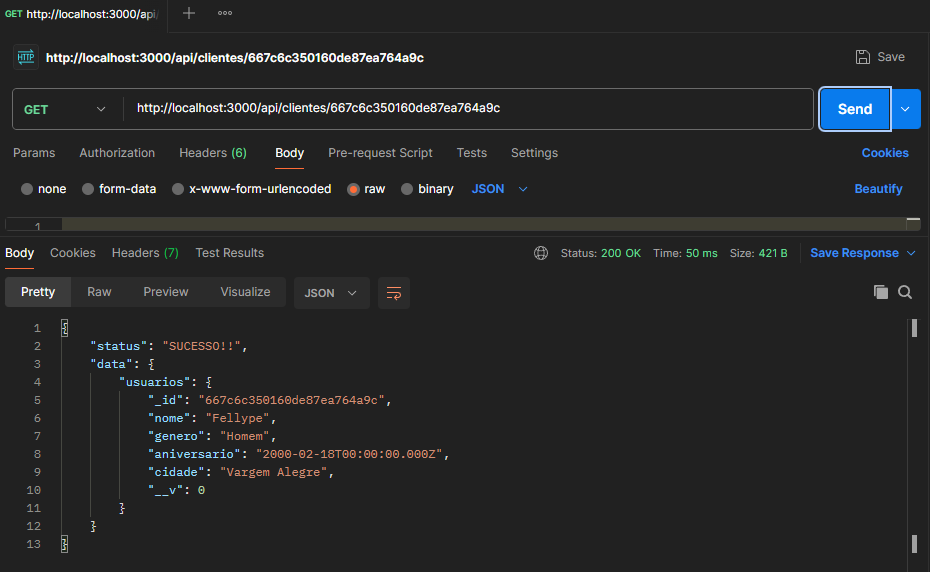 GET http://localhost:3000/api/
HTTP http://localhost:3000/api/clientes/667c6c350160de87ea764a9c Save
GET http://localhost:3000/api/clientes/667c6c350160de87ea764a9c Send
Params Authorization Headers (6) Body Pre-request Script Tests Settings Cookies
none form-data x-www-form-urlencoded raw binary JSON Beautify
1
Body Cookies Headers (7) Test Results Status: 200 OK Time: 50 ms Size: 421 B Save Response
Pretty Raw Preview Visualize JSON
1 {
2 "status": "SUCESSO!!",
3 "data": {
4 "usuarios": {
5 "_id": "667c6c350160de87ea764a9c",
6 "nome": "Fellype",
7 "genero": "Homem",
8 "aniversario": "2000-02-18T00:00:00.000Z",
9 "cidade": "Vargem Alegre",
10 "__v": 0
11 }
12 }
13 }